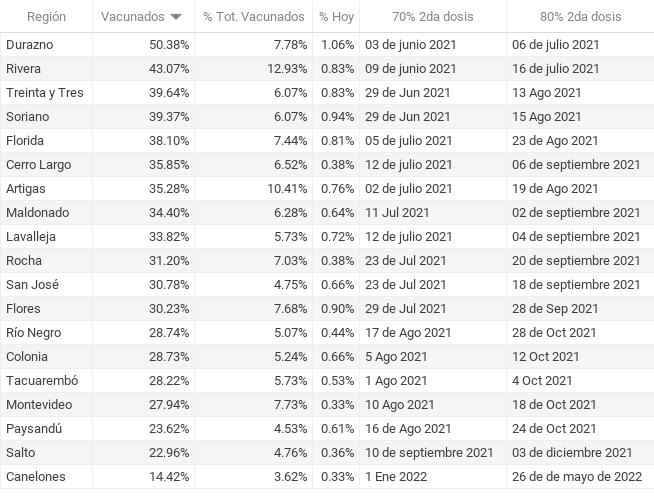 Región Vacunados % Tot. Vacunados % Hoy 70% 2da dosis 80% 2da dosis
Durazno 50.38% 7.78% 1.06% 03 de junio 2021 06 de julio 2021
Rivera 43.07% 12.93% 0.83% 09 de junio 2021 16 de julio 2021
Treinta y Tres 39.64% 6.07% 0.83% 29 de Jun 2021 13 Ago 2021
Soriano 39.37% 6.07% 0.94% 29 de Jun 2021 15 Ago 2021
Florida 38.10% 7.44% 0.81% 05 de julio 2021 23 de Ago 2021
Cerro Largo 35.85% 6.52% 0.38% 12 de julio 2021 06 de septiembre 2021
Artigas 35.28% 10.41% 0.76% 02 de julio 2021 19 de Ago 2021
Maldonado 34.40% 6.28% 0.64% 11 Jul 2021 02 de septiembre 2021
Lavalleja 33.82% 5.73% 0.72% 12 de julio 2021 04 de septiembre 2021
Rocha 31.20% 7.03% 0.38% 23 de Jul 2021 20 de septiembre 2021
San José 30.78% 4.75% 0.66% 23 de Jul 2021 18 de septiembre 2021
Flores 30.23% 7.68% 0.90% 29 de Jul 2021 28 de Sep 2021
Río Negro 28.74% 5.07% 0.44% 17 de Ago 2021 28 de Oct 2021
Colonia 28.73% 5.24% 0.66% 5 Ago 2021 12 Oct 2021
Tacuarembó 28.22% 5.73% 0.53% 1 Ago 2021 4 Oct 2021
Montevideo 27.94% 7.73% 0.33% 10 Ago 2021 18 de Oct 2021
Paysandú 23.62% 4.53% 0.61% 16 de Ago 2021 24 de Oct 2021
Salto 22.96% 4.76% 0.36% 10 de septiembre 2021 03 de diciembre 2021
Canelones 14.42% 3.62% 0.33% 1 Ene 2022 26 de de mayo de 2022